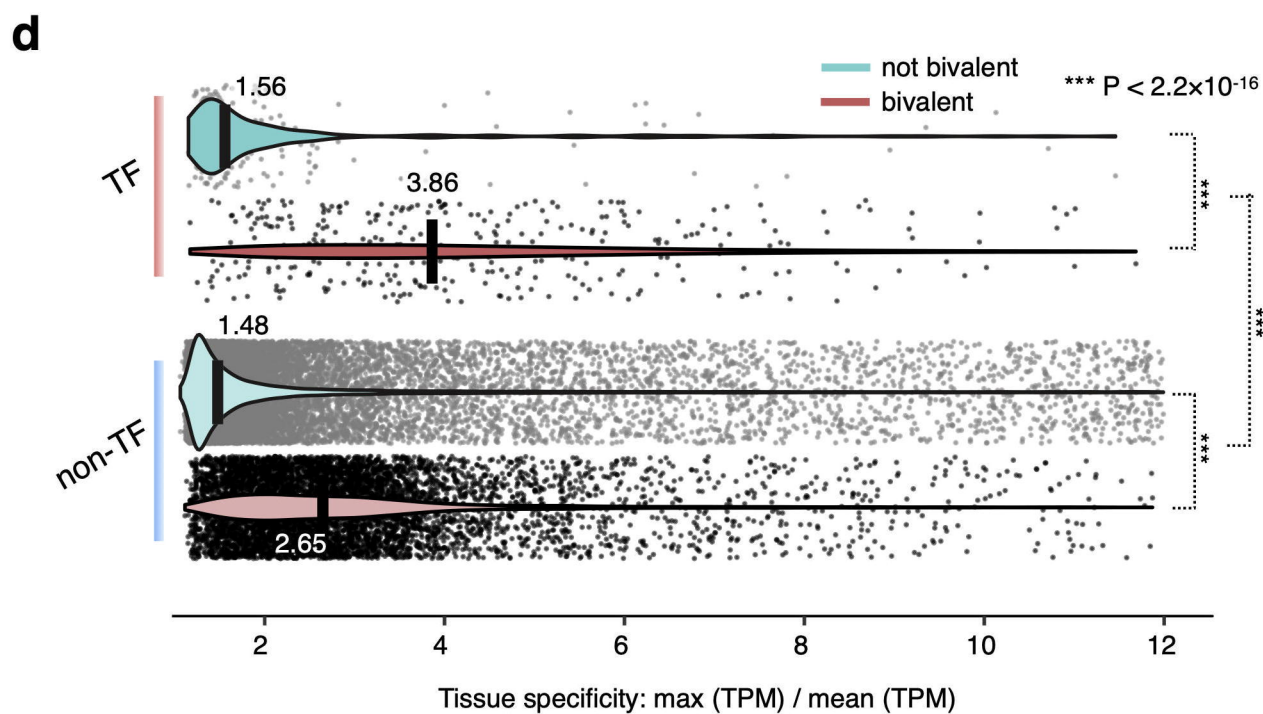 d
not bivalent
bivalent
*** P < 2.2×10-16
TF
1.56
3.86
***
***
non-TF
1.48
2.65
***
2 4 6 8 10 12
Tissue specificity: max (TPM) / mean (TPM)